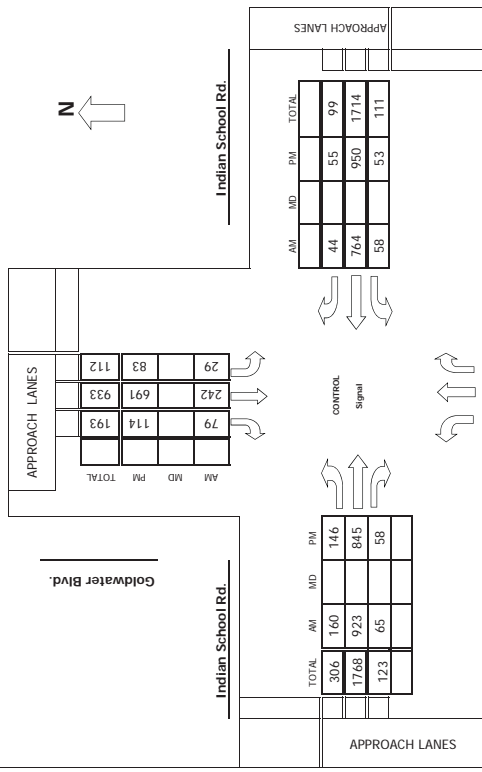 N
Goldwater Blvd.
Indian School Rd.
Indian School Rd.
APPROACH LANES
TOTAL 193 933 112
PM 114 691 83
MD
AM 79 242 29
APPROACH LANES
AM MD PM TOTAL
44 55 99
764 950 1714
58 53 111
CONTROL
Signal
TOTAL AM MD PM
306 160 146
1768 923 845
123 65 58
APPROACH LANES